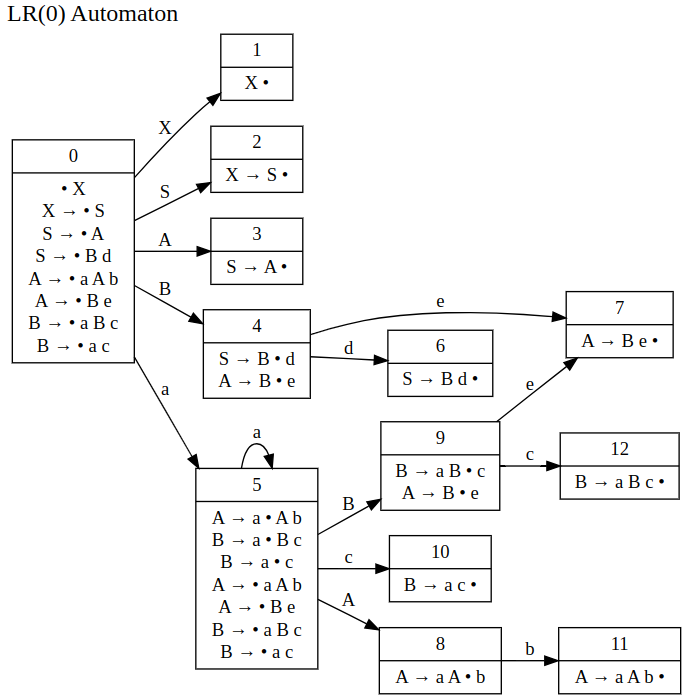 LR(0) Automaton
0
• X
X → • S
S → • A
S → • B d
A → • a A b
A → • B e
B → • a B c
B → • a c
X
S
A
B
a
1
X •
2
X → S •
3
S → A •
4
S → B • d
A → B • e
e
d
5
A → a • A b
B → a • B c
B → a • c
A → • a A b
A → • B e
B → • a B c
B → • a c
a
B
c
A
6
S → B d •
7
A → B e •
8
A → a A • b
b
9
B → a B • c
A → B • e
e
c
10
B → a c •
11
A → a A b •
12
B → a B c •